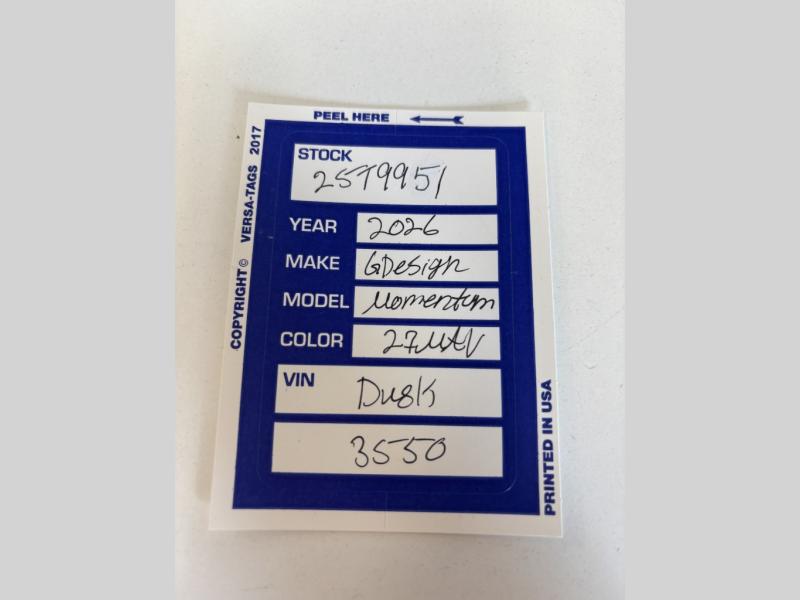 PEEL HERE
COPYRIGHT© VERSA-TAGS 2017
STOCK
25T9951
YEAR 2026
MAKE GDesign
MODEL Momentum
COLOR 27MAV
VIN Dusk
3550
PRINTED IN USA